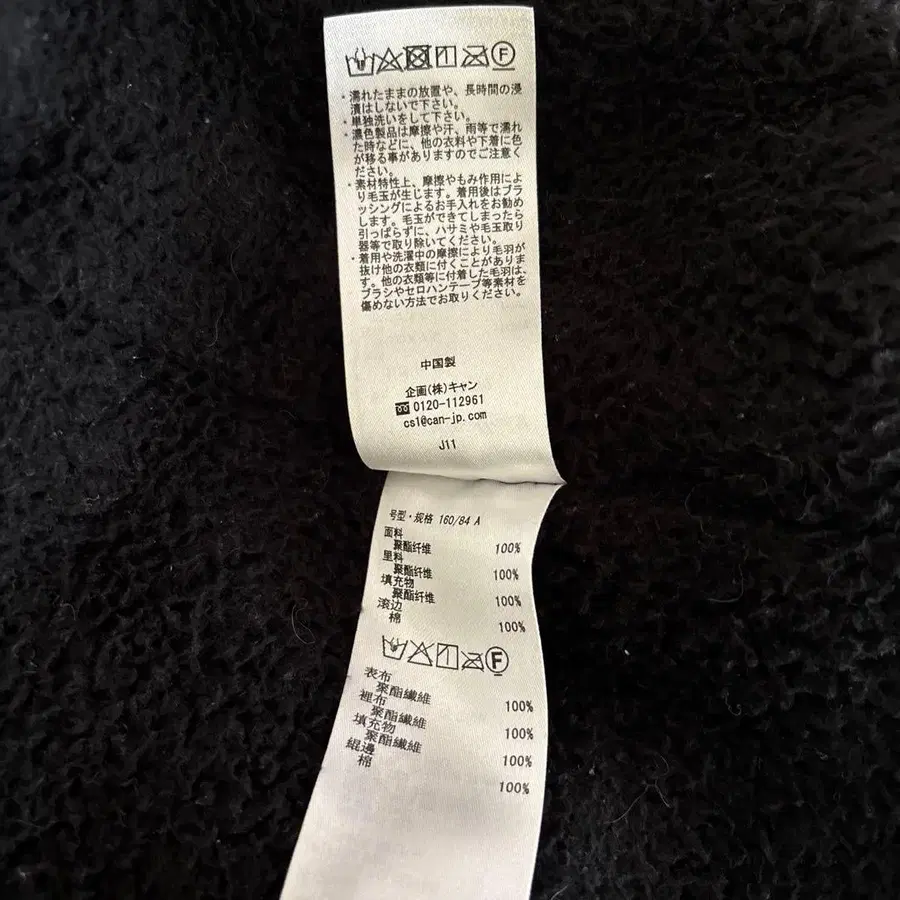 F
・濡れたままの放置や、長時間の浸
漬はしないで下さい。
・単独洗いをして下さい。
・濃色製品は摩擦や汗、雨等で濡れ
た時などに、他の衣料や下着に色
が移る事がありますのでご注意く
ださい。
・素材特性上、摩擦やもみ作用によ
り毛玉が生じます。着用後はブラ
ッシングによるお手入れをお勧め
します。毛玉ができてしまったら
引っぱらずに、ハサミや毛玉取り
器等で取り除いてください。
・着用や洗濯中の摩擦により毛羽が
抜け他の衣類に付くことがありま
す。他の衣類等に付着した毛羽は、
ブラシやセロハンテープ等素材を
傷めない方法でお取りください。
中国製
企画(株)キャン
0120-112961
cs1@can-jp.com
J11
号型・规格 160/84 A
面料
聚酯纤维 100%
里料
聚酯纤维 100%
填充物
聚酯纤维 100%
滚边
棉 100%
F
表布
聚酯纖維 100%
裡布
聚酯纖維 100%
填充物
聚酯纖維 100%
緄邊
棉 100%